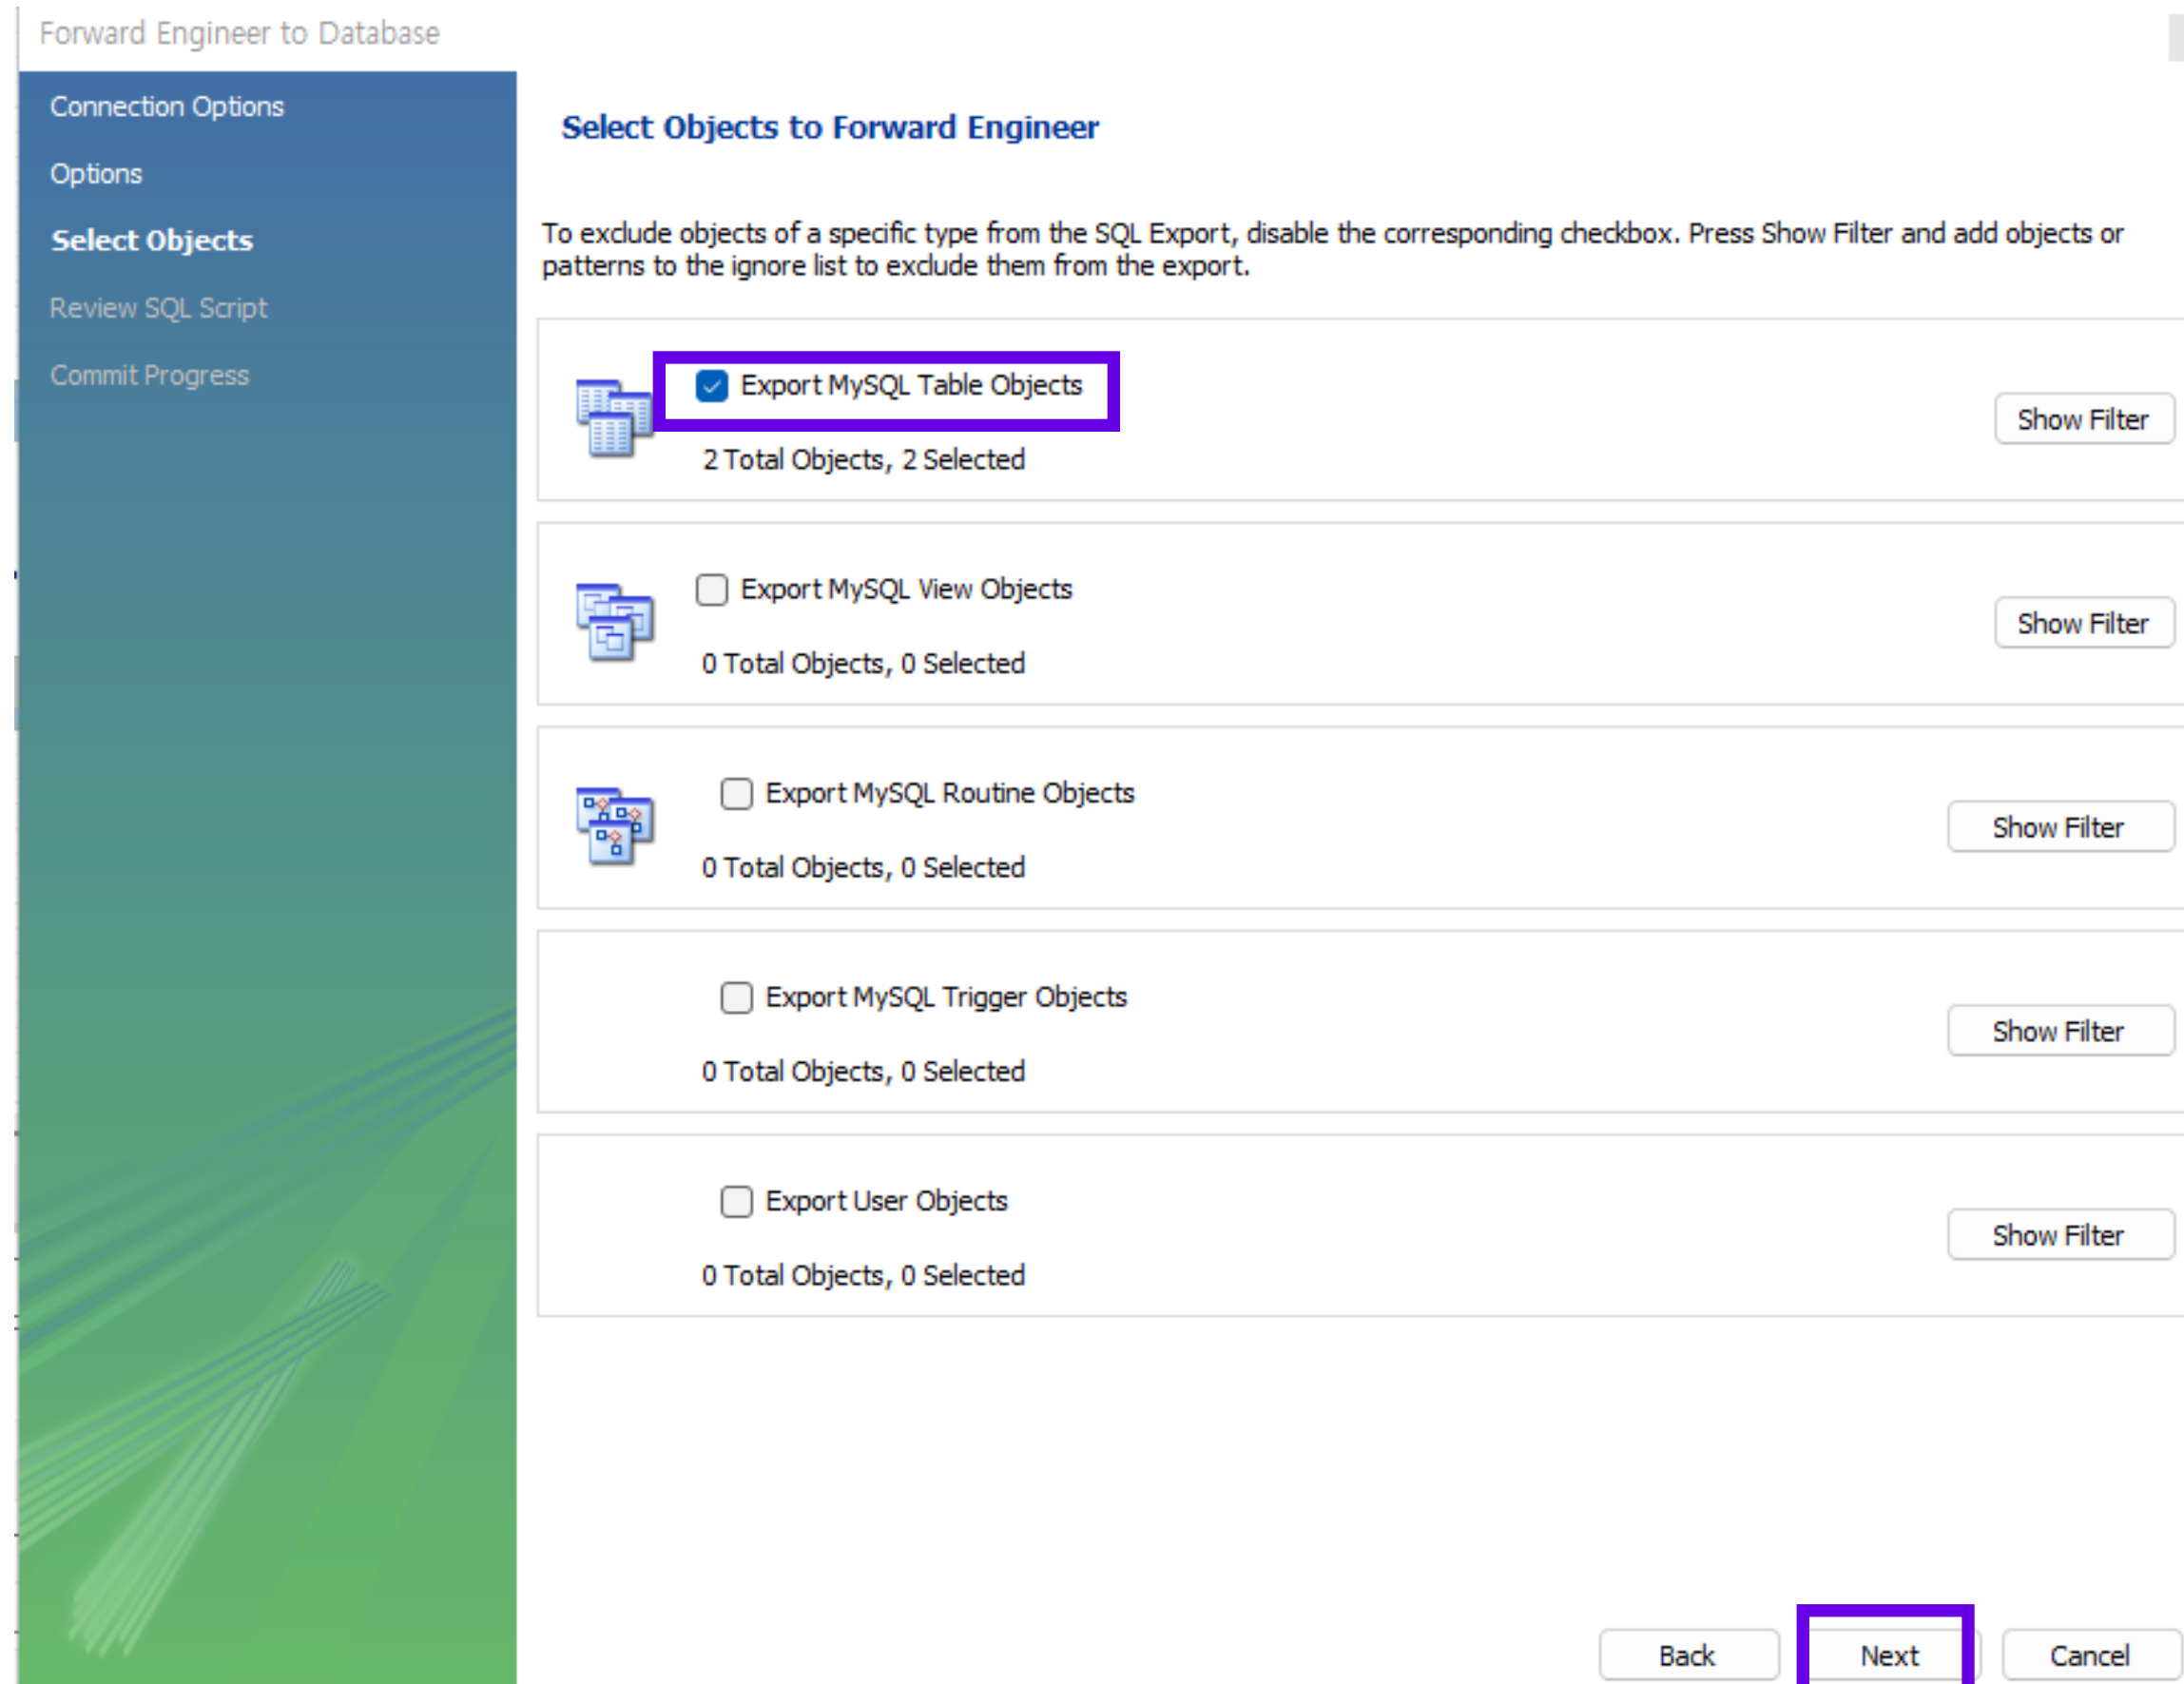 Forward Engineer to Database
Connection Options
Options
Select Objects
Review SQL Script
Commit Progress
Select Objects to Forward Engineer
To exclude objects of a specific type from the SQL Export, disable the corresponding checkbox. Press Show Filter and add objects or
patterns to the ignore list to exclude them from the export.
Export MySQL Table Objects
Show Filter
2 Total Objects, 2 Selected
Export MySQL View Objects
Show Filter
0 Total Objects, 0 Selected
Export MySQL Routine Objects
Show Filter
0 Total Objects, 0 Selected
Export MySQL Trigger Objects
Show Filter
0 Total Objects, 0 Selected
Export User Objects
Show Filter
0 Total Objects, 0 Selected
Back
Next
Cancel